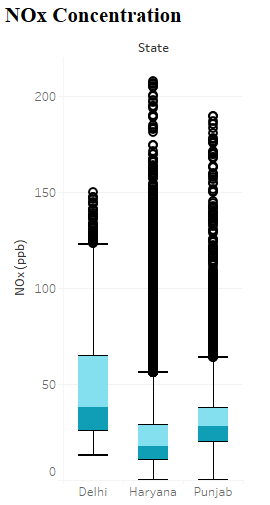 NOx Concentration
State
NOx (ppb)
200
150
100
50
0
Delhi Haryana Punjab